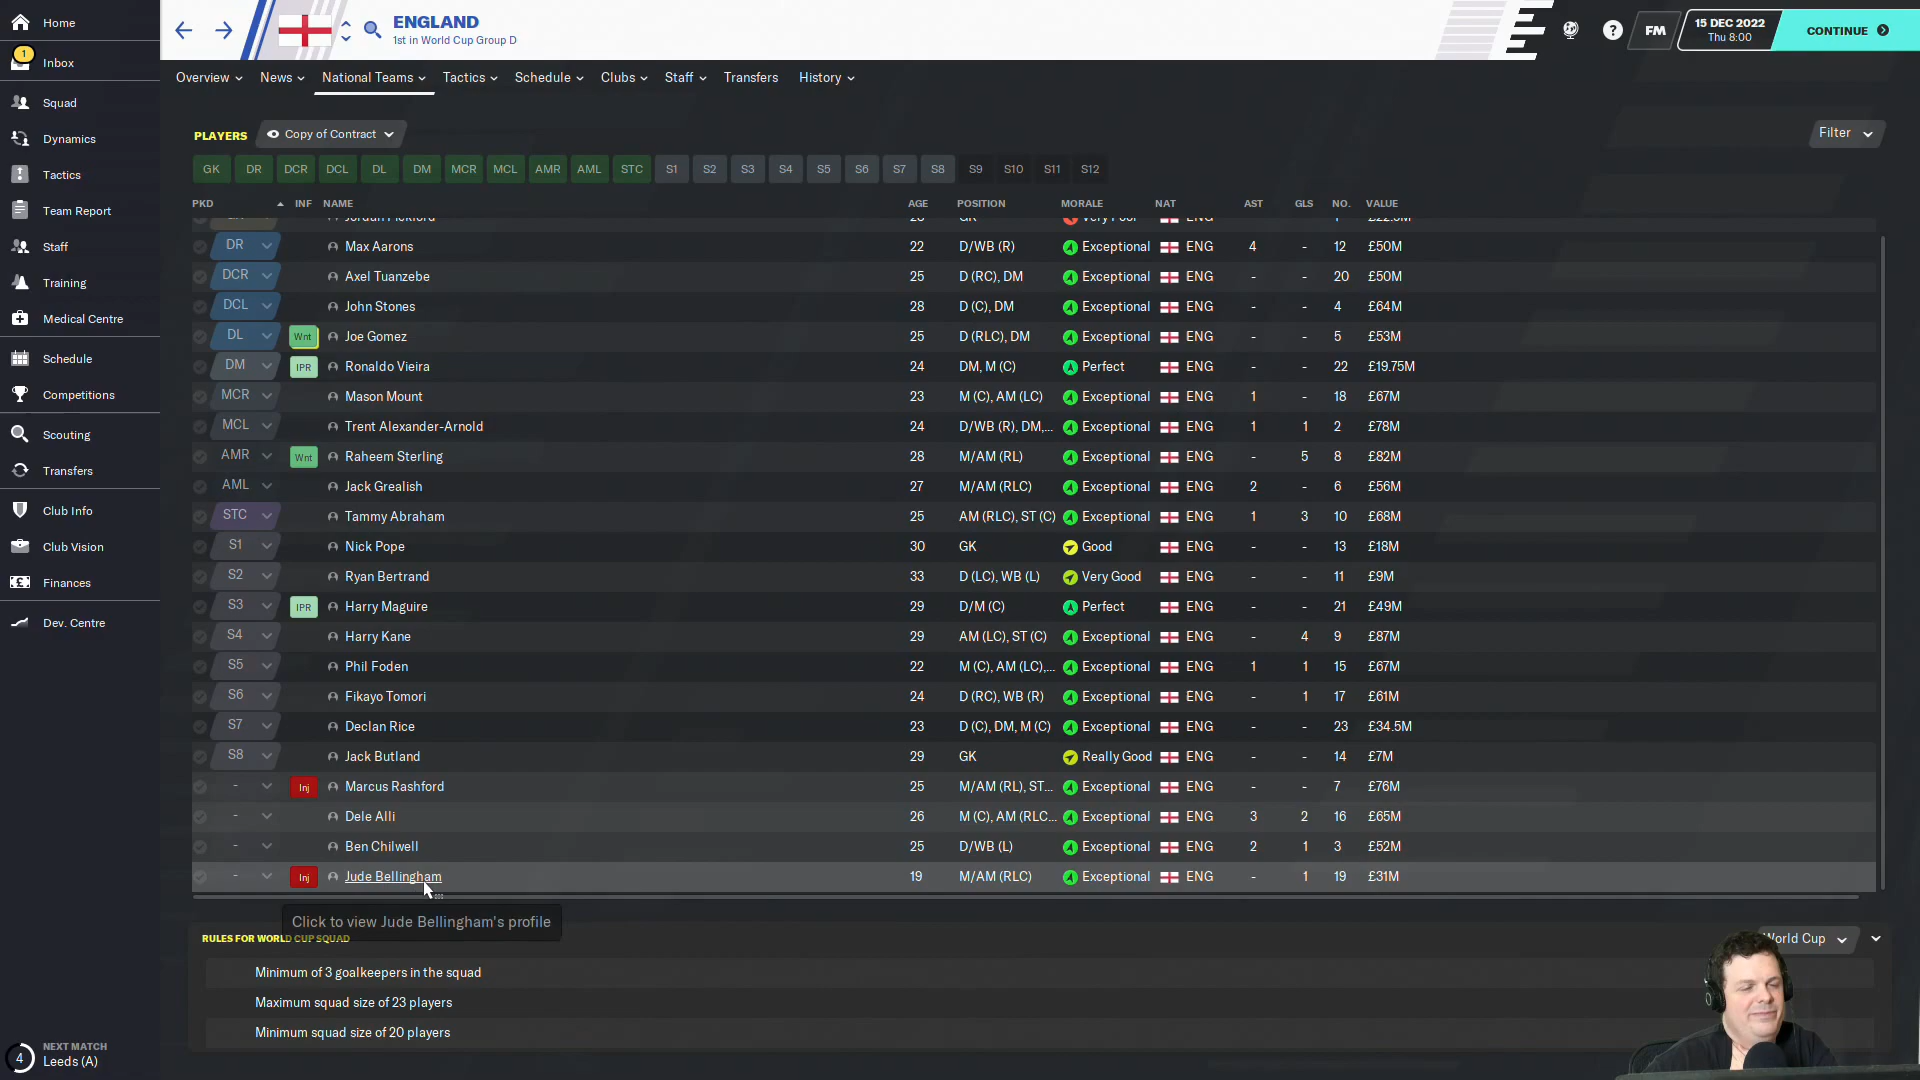 Home
1
Inbox
Squad
Dynamics
Tactics
Team Report
Staff
Training
Medical Centre
Schedule
Competitions
Scouting
Transfers
Club Info
Club Vision
Finances
Dev. Centre
4 NEXT MATCH
Leeds (A)
ENGLAND
1st in World Cup Group D
? FM 15 DEC 2022
Thu 8:00
CONTINUE
Overview News National Teams Tactics Schedule Clubs Staff Transfers History
PLAYERS Copy of Contract Filter
GK DR DCR DCL DL DM MCR MCL AMR AML STC S1 S2 S3 S4 S5 S6 S7 S8 S9 S10 S11 S12
PKD INF NAME AGE POSITION MORALE NAT AST GLS NO. VALUE
Jordan Pickford 28 GK Very Poor ENG - - 1 £22.5M
DR Max Aarons 22 D/WB (R) Exceptional ENG 4 - 12 £50M
DCR Axel Tuanzebe 25 D (RC), DM Exceptional ENG - - 20 £50M
DCL John Stones 28 D (C), DM Exceptional ENG - - 4 £64M
DL Wnt Joe Gomez 25 D (RLC), DM Exceptional ENG - - 5 £53M
DM IPR Ronaldo Vieira 24 DM, M (C) Perfect ENG - - 22 £19.75M
MCR Mason Mount 23 M (C), AM (LC) Exceptional ENG 1 - 18 £67M
MCL Trent Alexander-Arnold 24 D/WB (R), DM,... Exceptional ENG 1 1 2 £78M
AMR Wnt Raheem Sterling 28 M/AM (RL) Exceptional ENG - 5 8 £82M
AML Jack Grealish 27 M/AM (RLC) Exceptional ENG 2 - 6 £56M
STC Tammy Abraham 25 AM (RLC), ST (C) Exceptional ENG 1 3 10 £68M
S1 Nick Pope 30 GK Good ENG - - 13 £18M
S2 Ryan Bertrand 33 D (LC), WB (L) Very Good ENG - - 11 £9M
S3 IPR Harry Maguire 29 D/M (C) Perfect ENG - - 21 £49M
S4 Harry Kane 29 AM (LC), ST (C) Exceptional ENG - 4 9 £87M
S5 Phil Foden 22 M (C), AM (LC),... Exceptional ENG 1 1 15 £67M
S6 Fikayo Tomori 24 D (RC), WB (R) Exceptional ENG - 1 17 £61M
S7 Declan Rice 23 D (C), DM, M (C) Exceptional ENG - - 23 £34.5M
S8 Jack Butland 29 GK Really Good ENG - - 14 £7M
- Inj Marcus Rashford 25 M/AM (RL), ST... Exceptional ENG - - 7 £76M
- Dele Alli 26 M (C), AM (RLC... Exceptional ENG 3 2 16 £65M
- Ben Chilwell 25 D/WB (L) Exceptional ENG 2 1 3 £52M
- Inj Jude Bellingham 19 M/AM (RLC) Exceptional ENG - 1 19 £31M
Click to view Jude Bellingham's profile
RULES FOR WORLD CUP SQUAD World Cup
Minimum of 3 goalkeepers in the squad
Maximum squad size of 23 players
Minimum squad size of 20 players